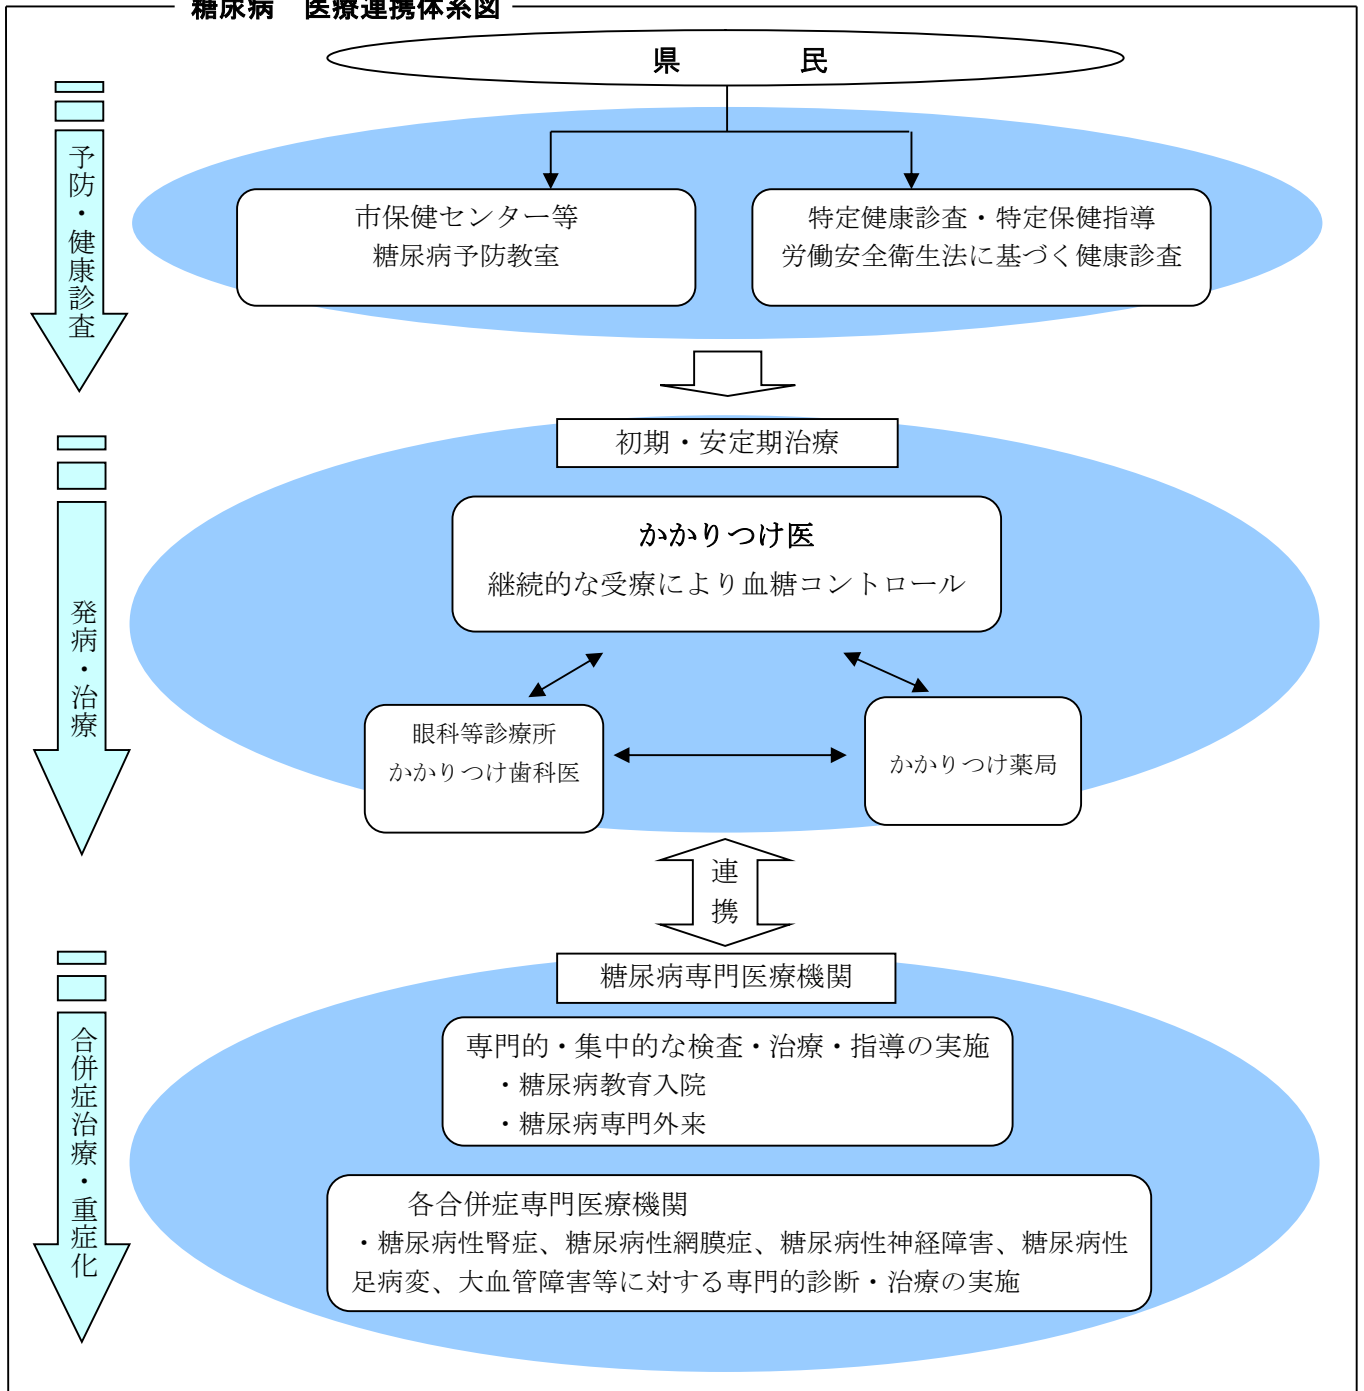 糖尿病　医療連携体系図
県　　民
予防・健康診査
市保健センター等
糖尿病予防教室
特定健康診査・特定保健指導
労働安全衛生法に基づく健康診査
初期・安定期治療
かかりつけ医
継続的な受療により血糖コントロール
発病・治療
眼科等診療所
かかりつけ歯科医
かかりつけ薬局
連携
糖尿病専門医療機関
専門的・集中的な検査・治療・指導の実施
・糖尿病教育入院
・糖尿病専門外来
合併症治療・重症化
各合併症専門医療機関
・糖尿病性腎症、糖尿病性網膜症、糖尿病性神経障害、糖尿病性
足病変、大血管障害等に対する専門的診断・治療の実施